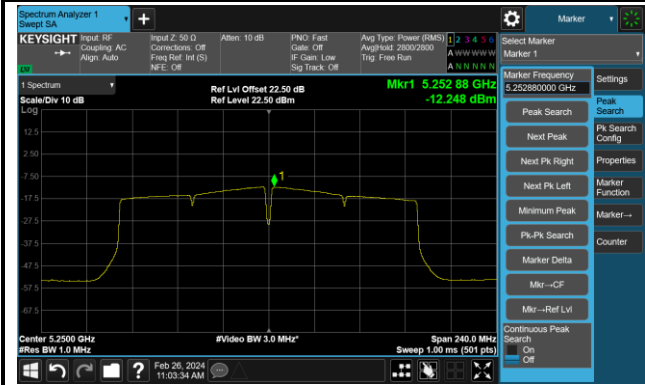 Spectrum Analyzer 1
Swept SA
+
Marker
KEYSIGHT
Input: RF
Coupling: AC
Align: Auto
Input Z: 50 Ω
Corrections: Off
Freq Ref: Int (S)
NFE: Off
Atten: 10 dB
PNO: Fast
Gate: Off
IF Gain: Low
Sig Track: Off
Avg Type: Power (RMS)
Avg|Hold: 2800/2800
Trig: Free Run
1 2 3 4 5 6
A W W W W W
A N N N N N
Select Marker
Marker 1
1 Spectrum
Scale/Div 10 dB
Log
Ref Lvl Offset 22.50 dB
Ref Level 22.50 dBm
Mkr1 5.252 88 GHz
-12.248 dBm
12.5
2.50
-7.50
-17.5
-27.5
-37.5
-47.5
-57.5
-67.5
1
Center 5.2500 GHz
#Res BW 1.0 MHz
#Video BW 3.0 MHz*
Span 240.0 MHz
Sweep 1.00 ms (501 pts)
Marker Frequency
5.252880000 GHz
Peak Search
Next Peak
Next Pk Right
Next Pk Left
Minimum Peak
Pk-Pk Search
Marker Delta
Mkr→CF
Mkr→Ref Lvl
Continuous Peak
Search
On
Off
Settings
Peak
Search
Pk Search
Config
Properties
Marker
Function
Marker→
Counter
?
Feb 26, 2024
11:03:34 AM